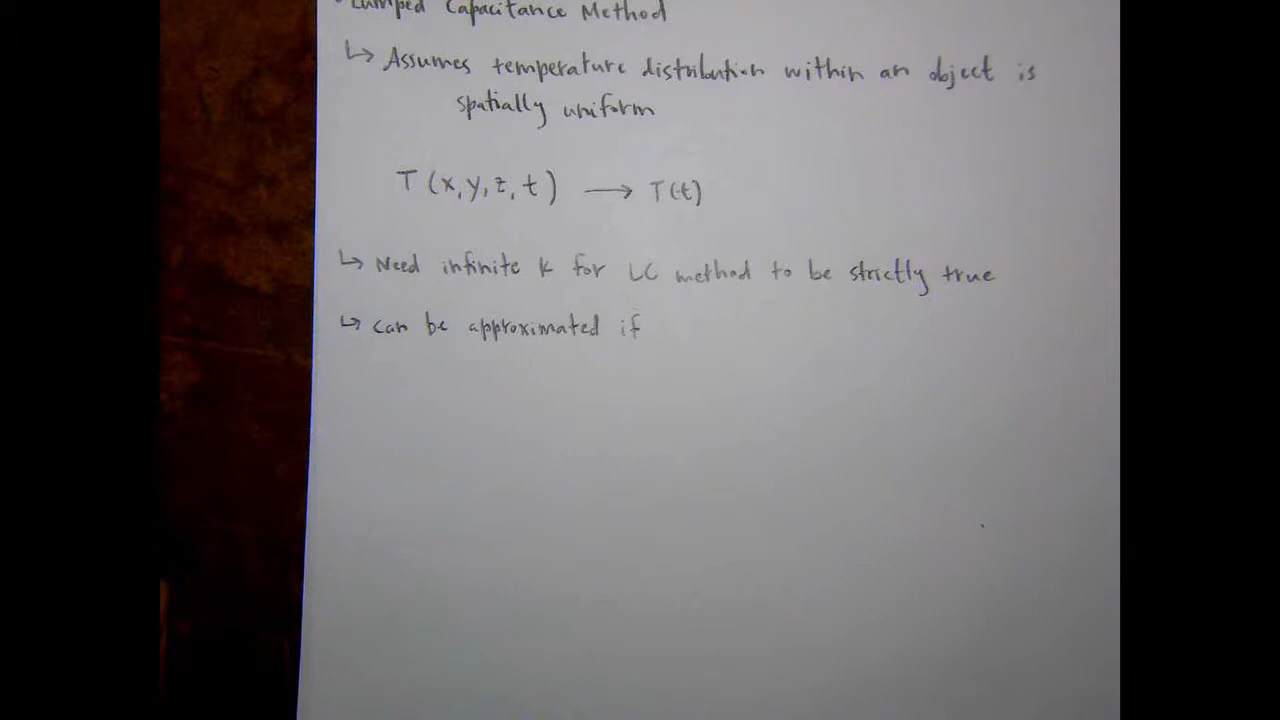 • Lumped Capacitance Method
↳ Assumes temperature distribution within an object is
spatially uniform
T(x,y,z,t) → T(t)
↳ Need infinite k for LC method to be strictly true
↳ can be approximated if